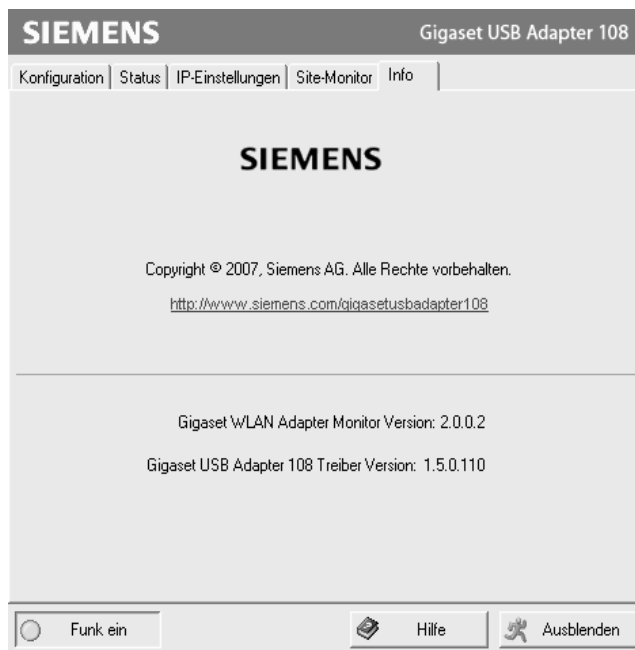 SIEMENS Gigaset USB Adapter 108
Konfiguration Status IP-Einstellungen Site-Monitor Info
SIEMENS
Copyright © 2007, Siemens AG. Alle Rechte vorbehalten.
http://www.siemens.com/gigasetusbadapter108
Gigaset WLAN Adapter Monitor Version: 2.0.0.2
Gigaset USB Adapter 108 Treiber Version: 1.5.0.110
Funk ein Hilfe Ausblenden